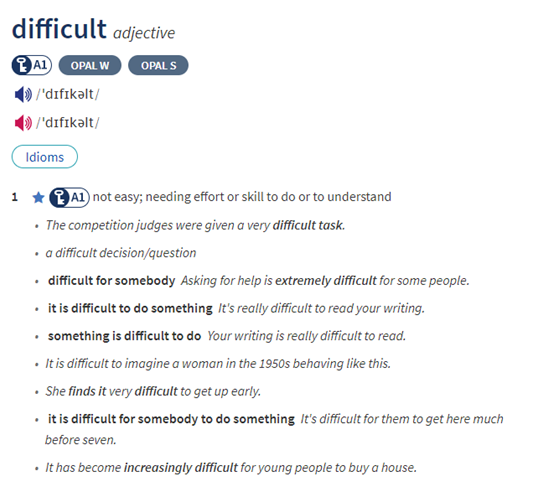 difficult adjective
A1 OPAL W OPAL S
/ˈdɪfɪkəlt/
/ˈdɪfɪkəlt/
Idioms
1 A1 not easy; needing effort or skill to do or to understand
• The competition judges were given a very difficult task.
• a difficult decision/question
• difficult for somebody Asking for help is extremely difficult for some people.
• it is difficult to do something It's really difficult to read your writing.
• something is difficult to do Your writing is really difficult to read.
• It is difficult to imagine a woman in the 1950s behaving like this.
• She finds it very difficult to get up early.
• it is difficult for somebody to do something It's difficult for them to get here much
before seven.
• It has become increasingly difficult for young people to buy a house.